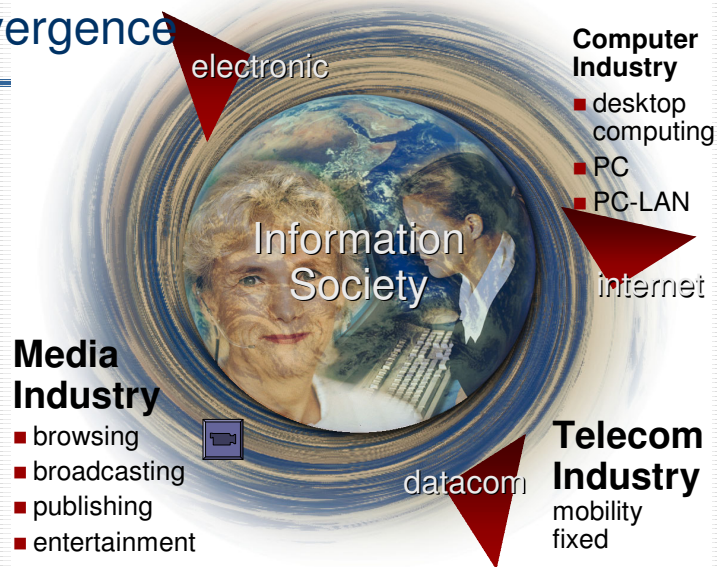 vergence
electronic
Computer
Industry
desktop
computing
PC
PC-LAN
Information
Society
internet
Media
Industry
browsing
broadcasting
publishing
entertainment
datacom
Telecom
Industry
mobility
fixed